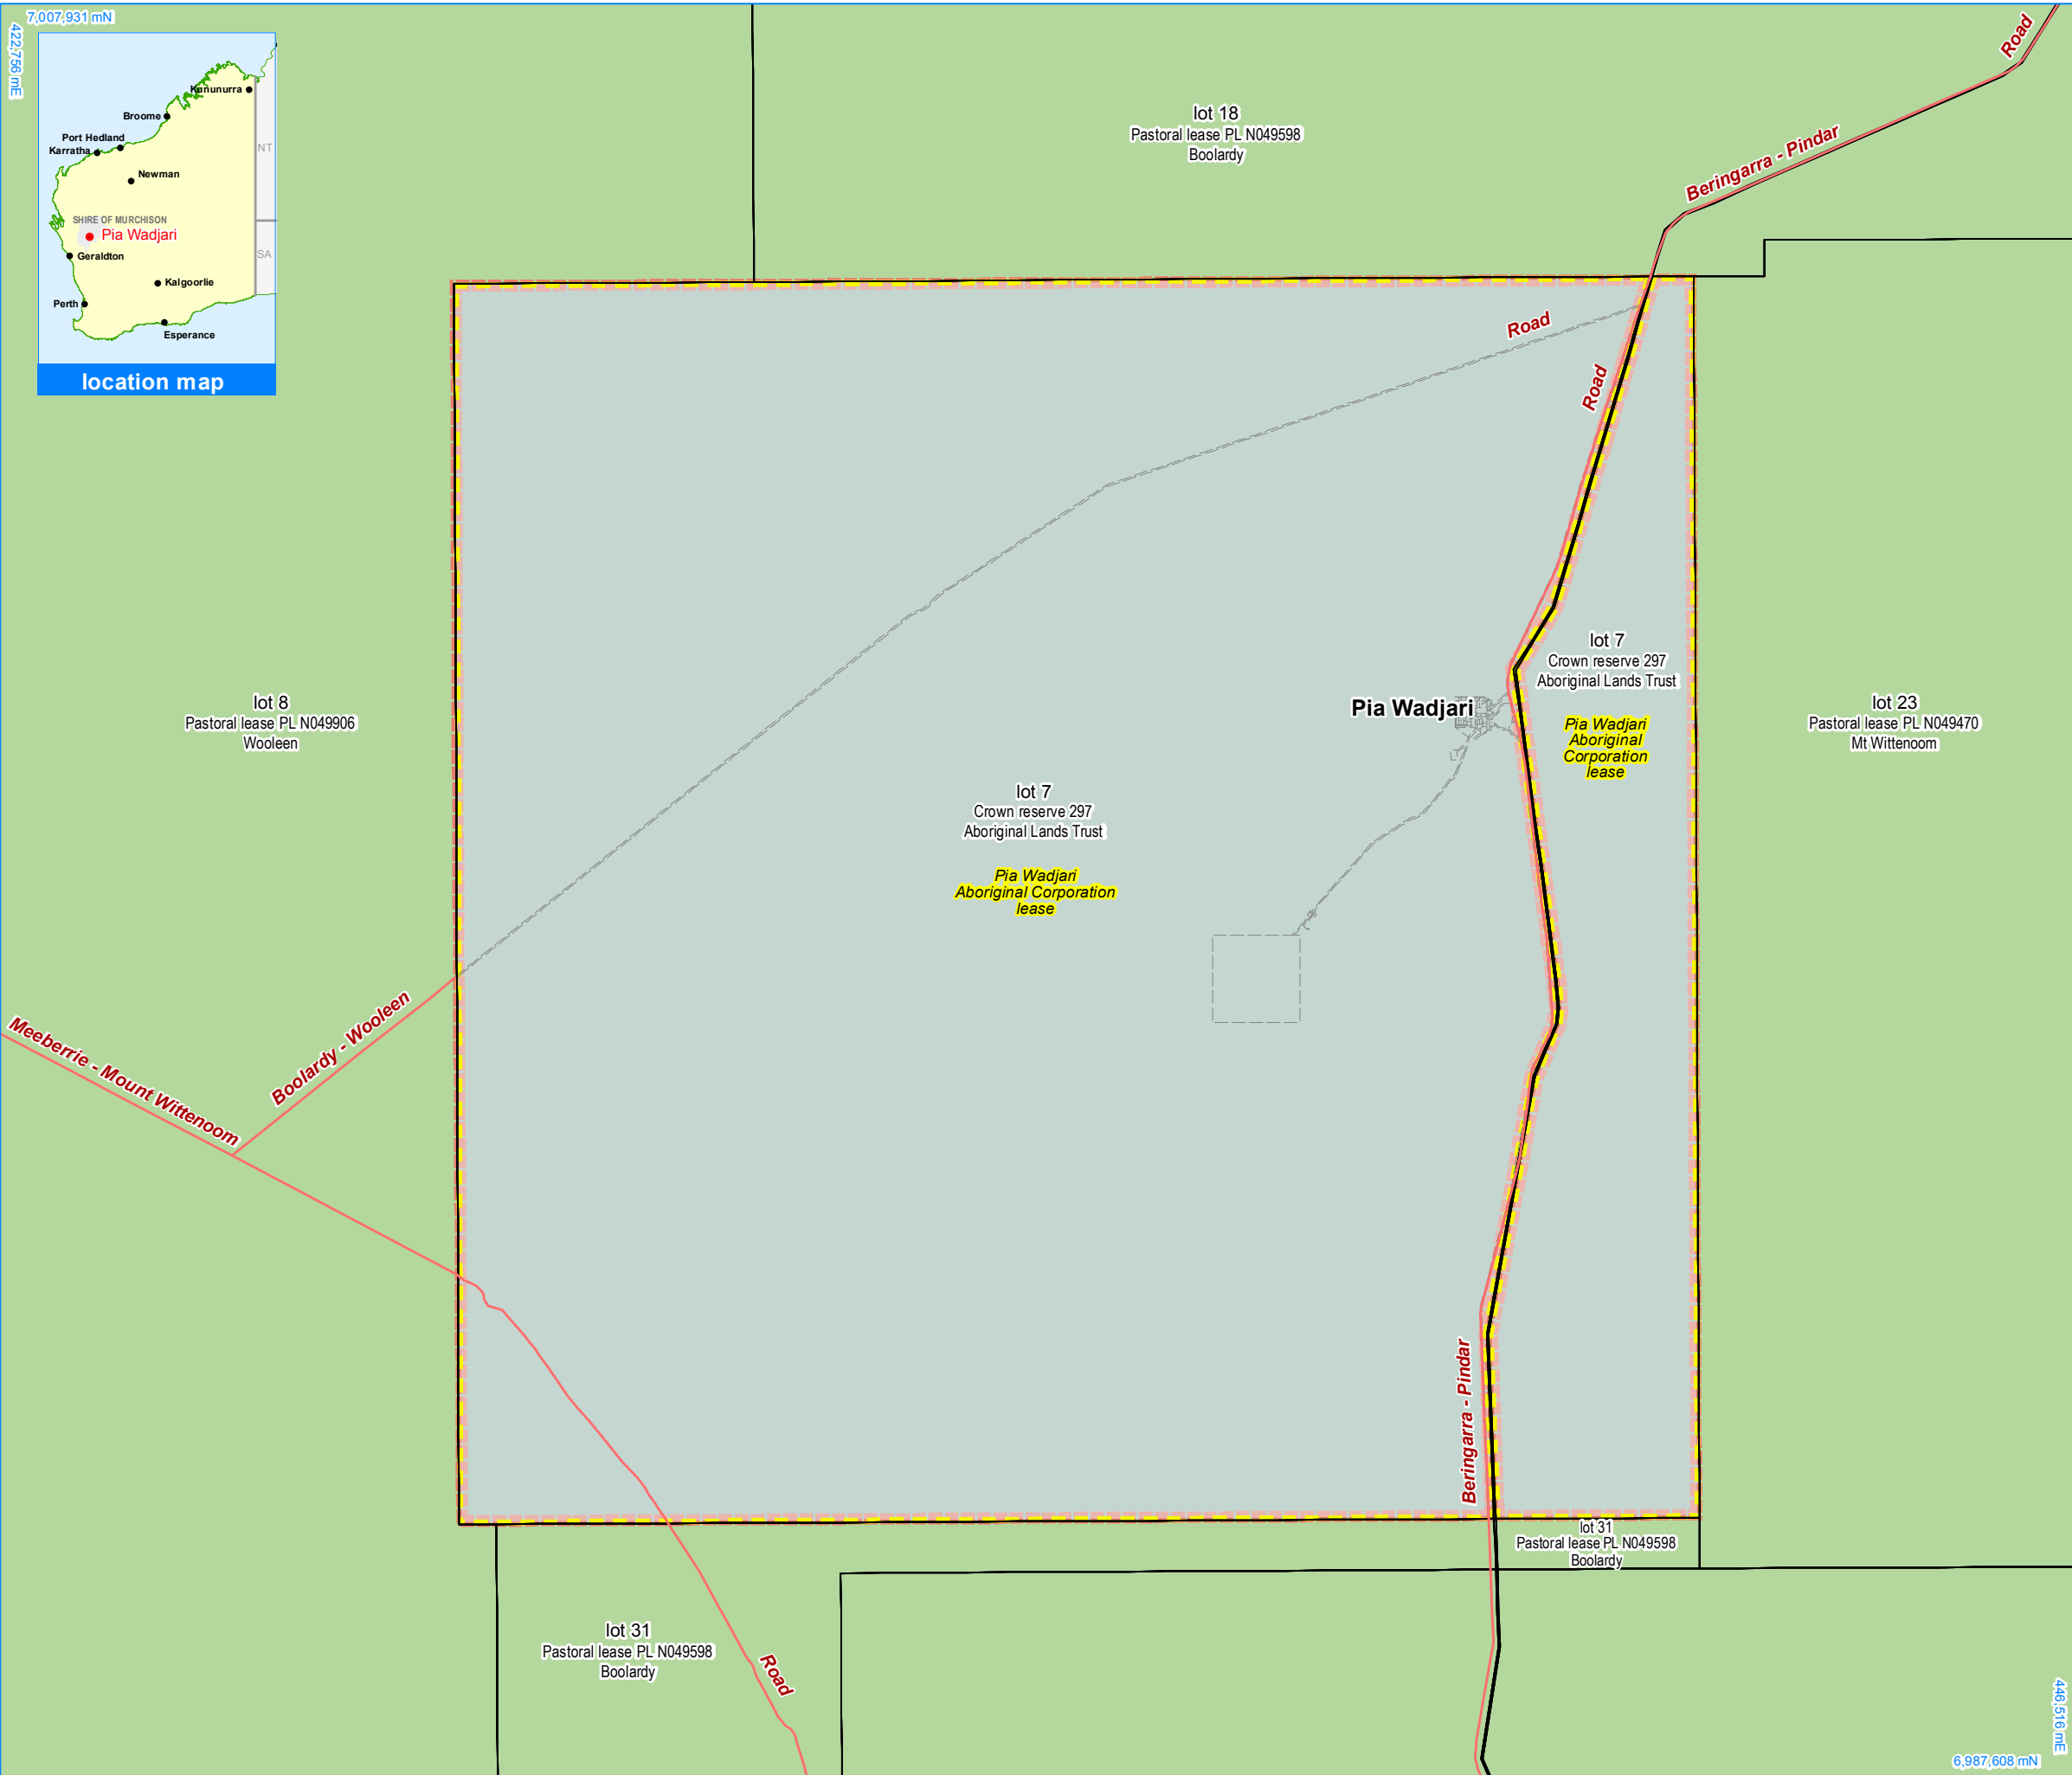 7,007,931 mN
422,756 mE
Kununurra
Broome
Port Hedland
Karratha
NT
Newman
SHIRE OF MURCHISON
Pia Wadjari
Geraldton
SA
Kalgoorlie
Perth
Esperance
location map
Road
lot 18
Pastoral lease PL N049598
Boolardy
Beringarra - Pindar
Road
Road
lot 7
Crown reserve 297
Aboriginal Lands Trust
Pia Wadjari
Aboriginal
Corporation
lease
Pia Wadjari
lot 8
Pastoral lease PL N049906
Wooleen
lot 23
Pastoral lease PL N049470
Mt Wittenoom
lot 7
Crown reserve 297
Aboriginal Lands Trust
Pia Wadjari
Aboriginal Corporation
lease
Boolardy - Wooleen
Meeberrie - Mount Wittenoom
Beringarra - Pindar
lot 31
Pastoral lease PL N049598
Boolardy
lot 31
Pastoral lease PL N049598
Boolardy
Road
446,516 mE
6,987,608 mN